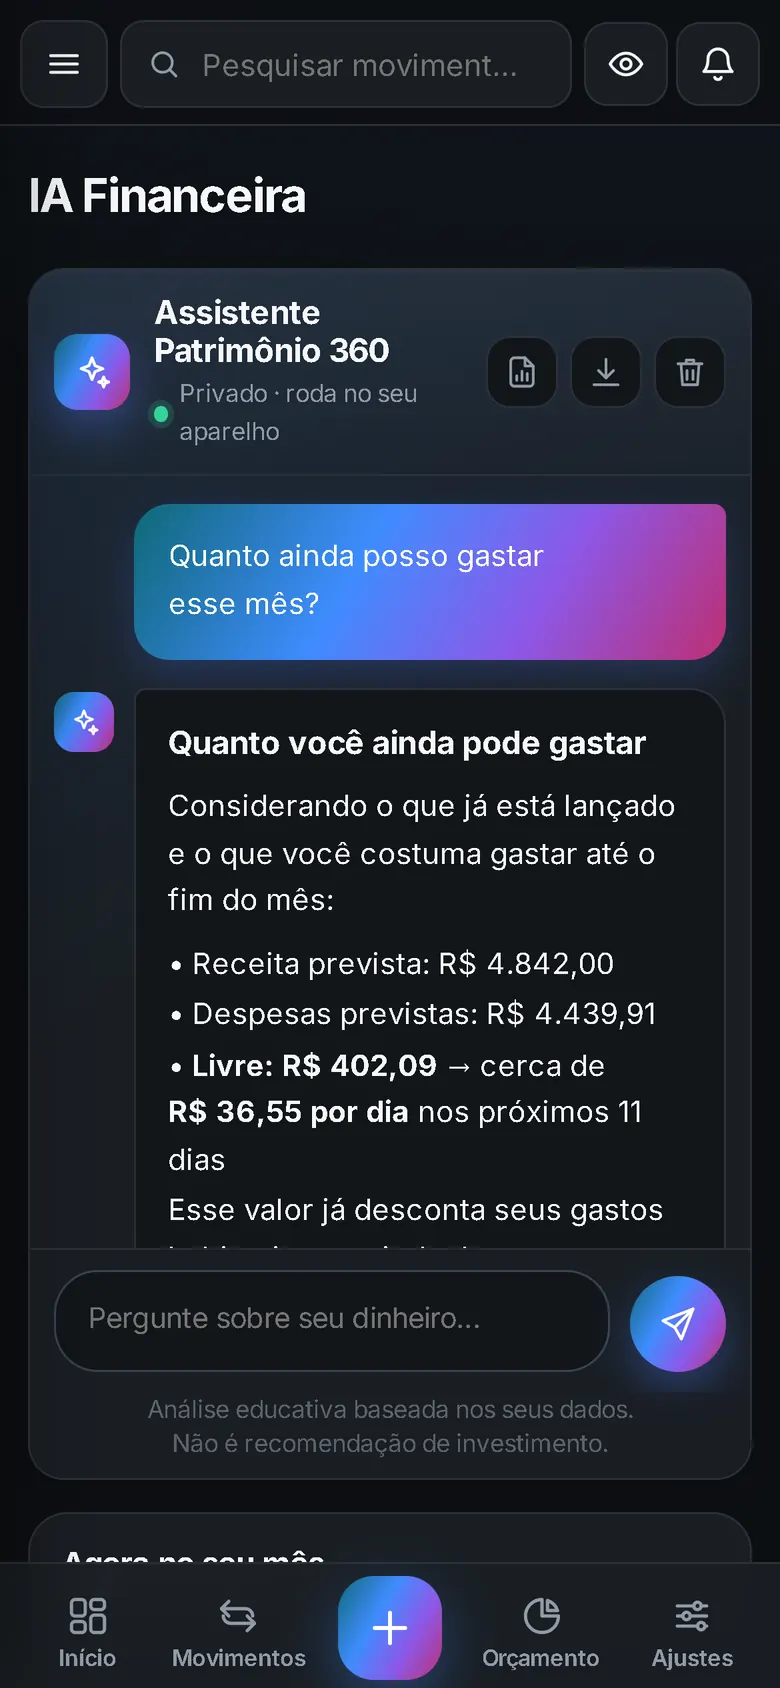 Pesquisar moviment...
IA Financeira
Assistente
Patrimônio 360
Privado · roda no seu
aparelho
Quanto ainda posso gastar
esse mês?
Quanto você ainda pode gastar
Considerando o que já está lançado
e o que você costuma gastar até o
fim do mês:
• Receita prevista: R$ 4.842,00
• Despesas previstas: R$ 4.439,91
• Livre: R$ 402,09 → cerca de
R$ 36,55 por dia nos próximos 11
dias
Esse valor já desconta seus gastos
Pergunte sobre seu dinheiro...
Análise educativa baseada nos seus dados.
Não é recomendação de investimento.
Agora no seu mês
Início
Movimentos
Orçamento
Ajustes